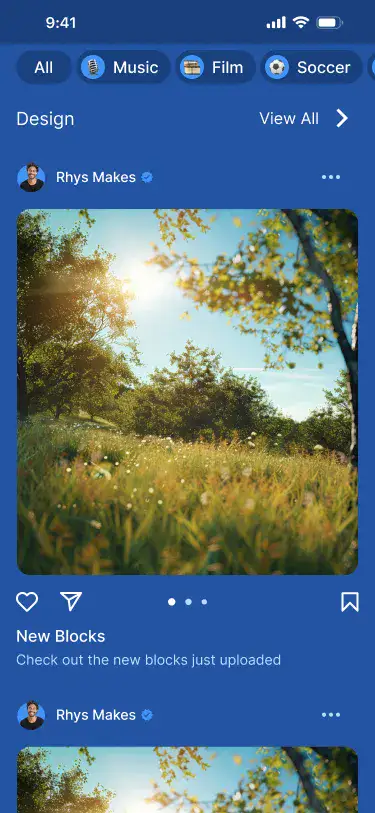 9:41
All Music Film Soccer
Design View All
Rhys Makes
New Blocks
Check out the new blocks just uploaded
Rhys Makes